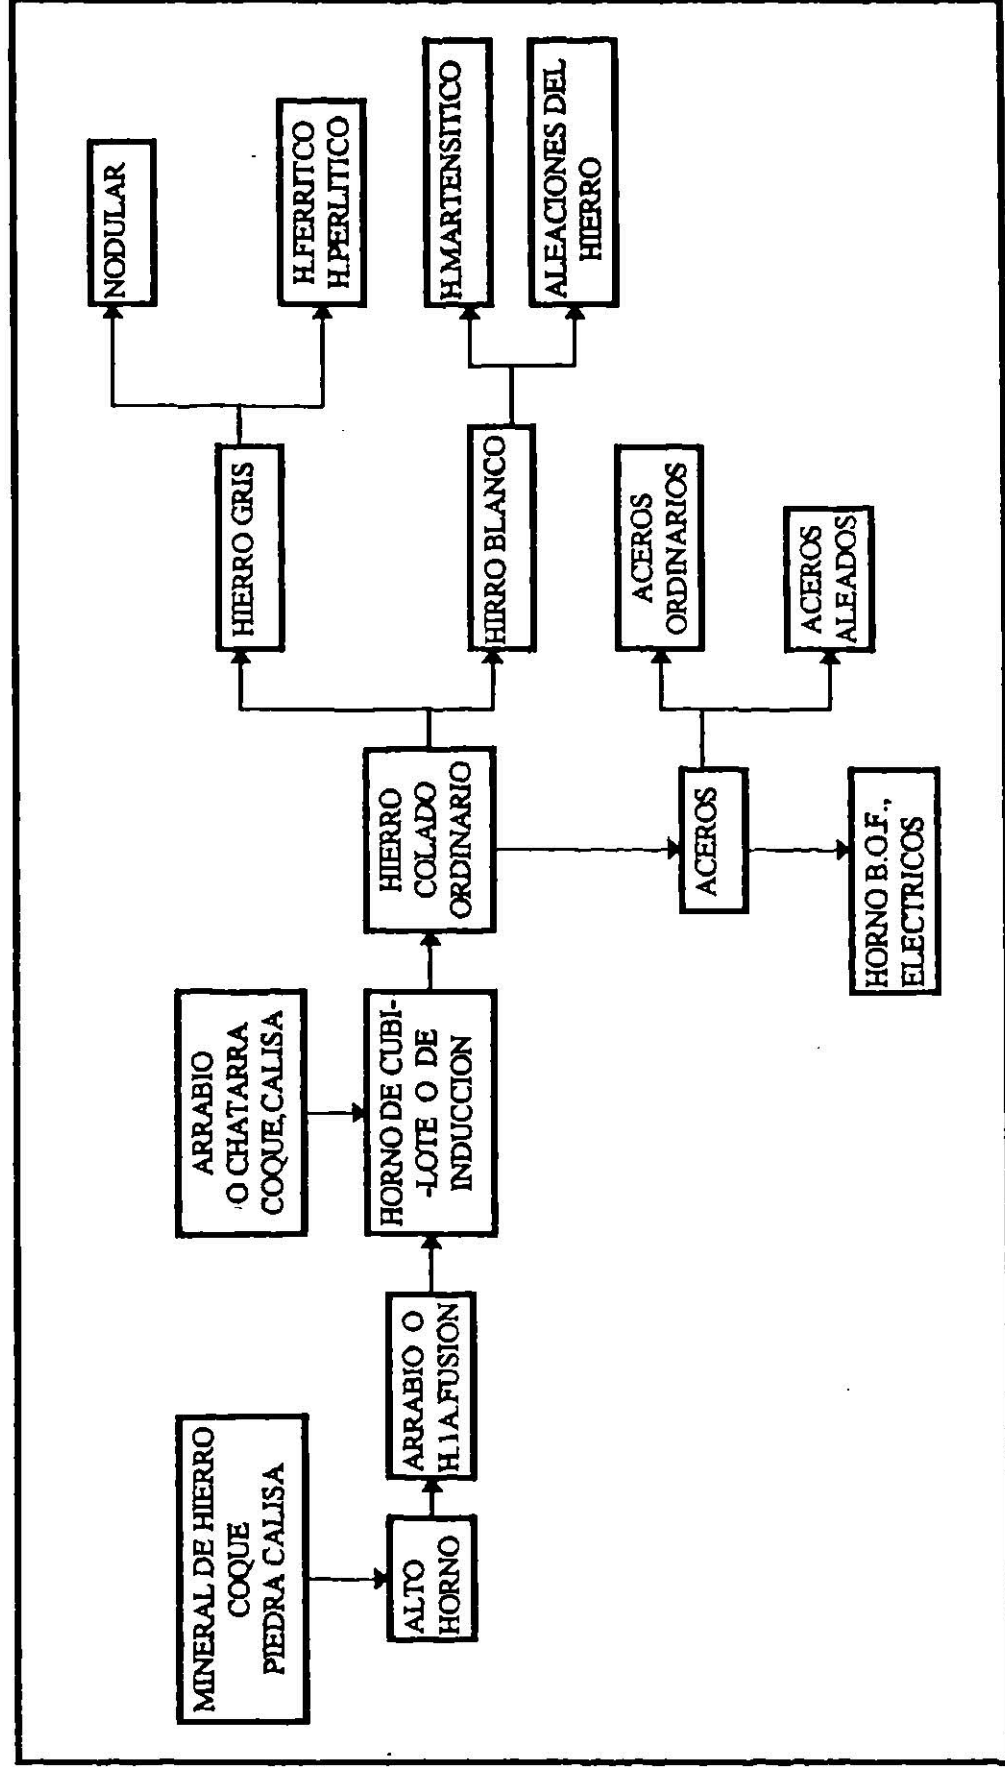 MINERAL DE HIERRO
COQUE
PIEDRA CALISA
ALTO
HORNO
ARRABIO O
H.1A.FUSION
ARRABIO
O CHATARRA
COQUE,CALISA
HORNO DE CUBI-
-LOTE O DE
INDUCCION
HIERRO
COLADO
ORDINARIO
HIERRO GRIS
NODULAR
H.FERRITCO
H.PERLITICO
HIRRO BLANCO
H.MARTENSITICO
ALEACIONES DEL
HIERRO
ACEROS
ACEROS
ORDINARIOS
ACEROS
ALEADOS
HORNO B.O.F.,
ELECTRICOS